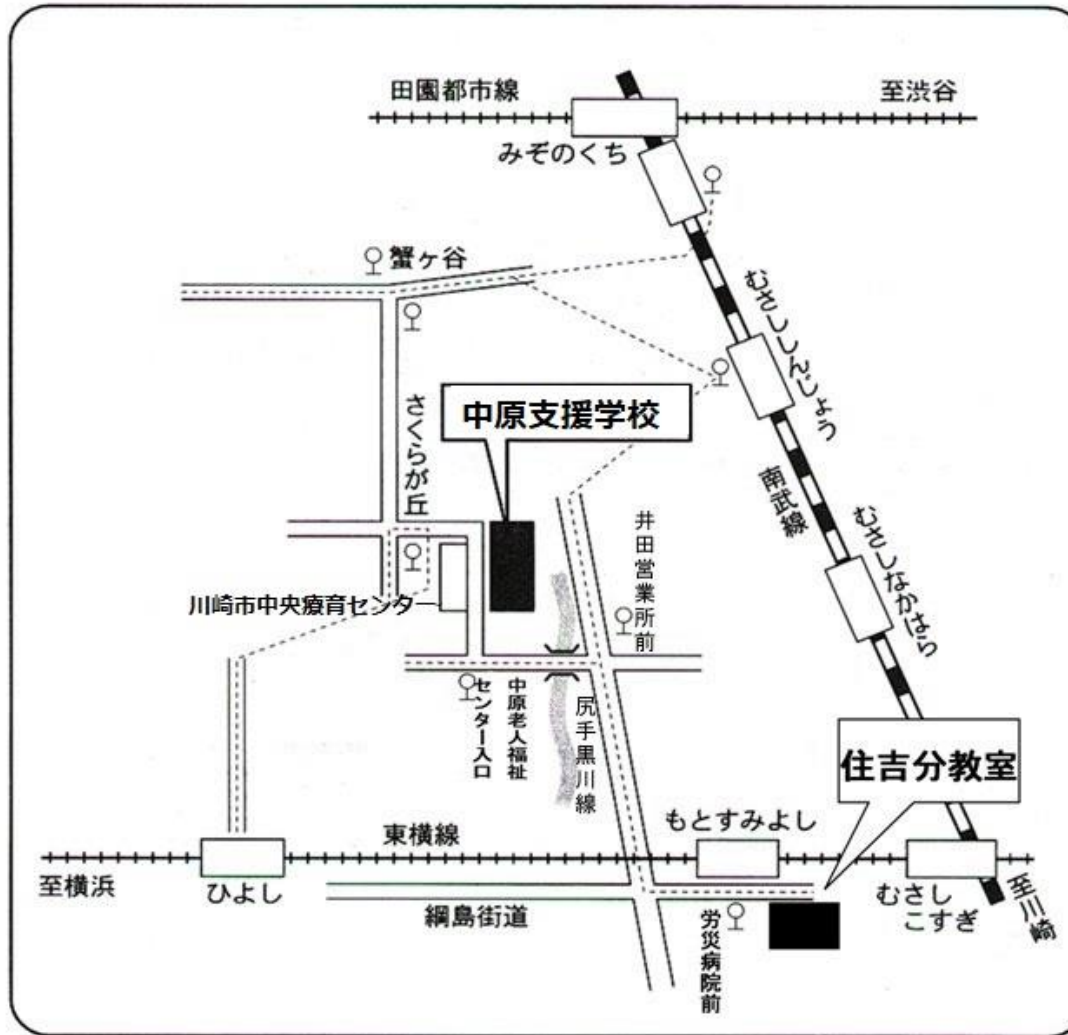 田園都市線
至渋谷
みぞのくち
蟹ヶ谷
むさししんじょう
さくらが丘
中原支援学校
南武線
井田営業所前
むさしなかはら
川崎市中央療育センター
中原老人福祉
センター入口
尻手黒川線
住吉分教室
もとすみよし
東横線
至横浜
ひよし
綱島街道
労災病院前
むさし
こすぎ
至川崎